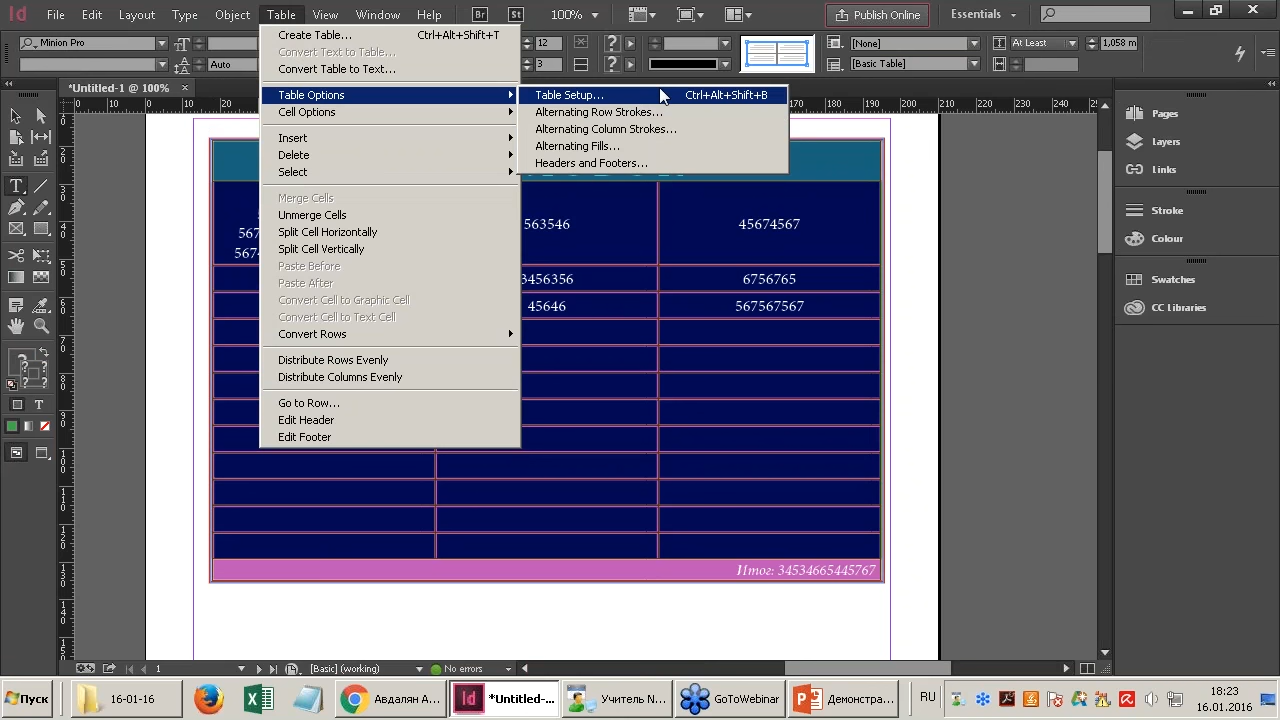 Id File Edit Layout Type Object Table View Window Help Br St 100% Publish Online Essentials
Minion Pro 12 [None] At Least 1,058 m
Auto 3 [Basic Table]
*Untitled-1 @ 100% ×
Create Table... Ctrl+Alt+Shift+T
Convert Text to Table...
Convert Table to Text...
Table Options
Cell Options
Insert
Delete
Select
Merge Cells
Unmerge Cells
Split Cell Horizontally
Split Cell Vertically
Paste Before
Paste After
Convert Cell to Graphic Cell
Convert Cell to Text Cell
Convert Rows
Distribute Rows Evenly
Distribute Columns Evenly
Go to Row...
Edit Header
Edit Footer
Table Setup... Ctrl+Alt+Shift+B
Alternating Row Strokes...
Alternating Column Strokes...
Alternating Fills...
Headers and Footers...
563546 45674567
3456356 6756765
45646 567567567
Итог: 34534665445767
Pages
Layers
Links
Stroke
Colour
Swatches
CC Libraries
1 [Basic] (working) No errors
Пуск 16-01-16 Авдалян А *Untitled-... Учитель N... GoToWebinar Демонстра... RU 18:23
16.01.2016